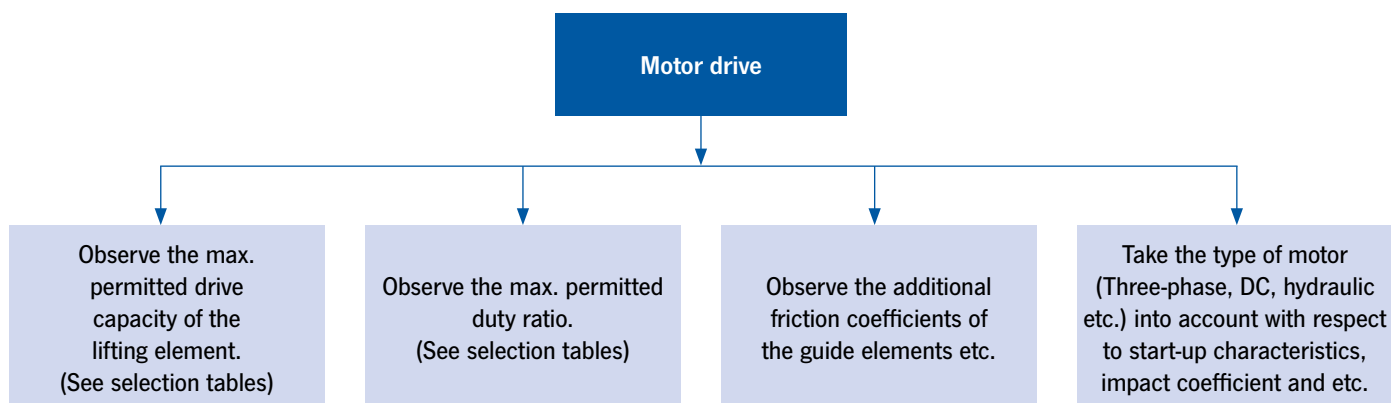 Motor drive
Observe the max.
permitted drive
capacity of the
lifting element.
(See selection tables)
Observe the max. permitted
duty ratio.
(See selection tables)
Observe the additional
friction coefficients of
the guide elements etc.
Take the type of motor
(Three-phase, DC, hydraulic
etc.) into account with respect
to start-up characteristics,
impact coefficient and etc.